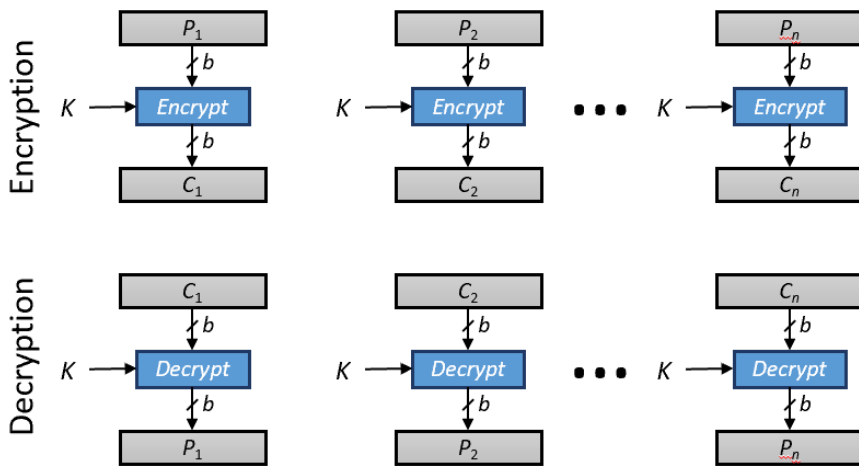 Encryption
P1 P2 Pn
b b b
K Encrypt K Encrypt ••• K Encrypt
b b b
C1 C2 Cn
Decryption
C1 C2 Cn
b b b
K Decrypt K Decrypt ••• K Decrypt
b b b
P1 P2 Pn